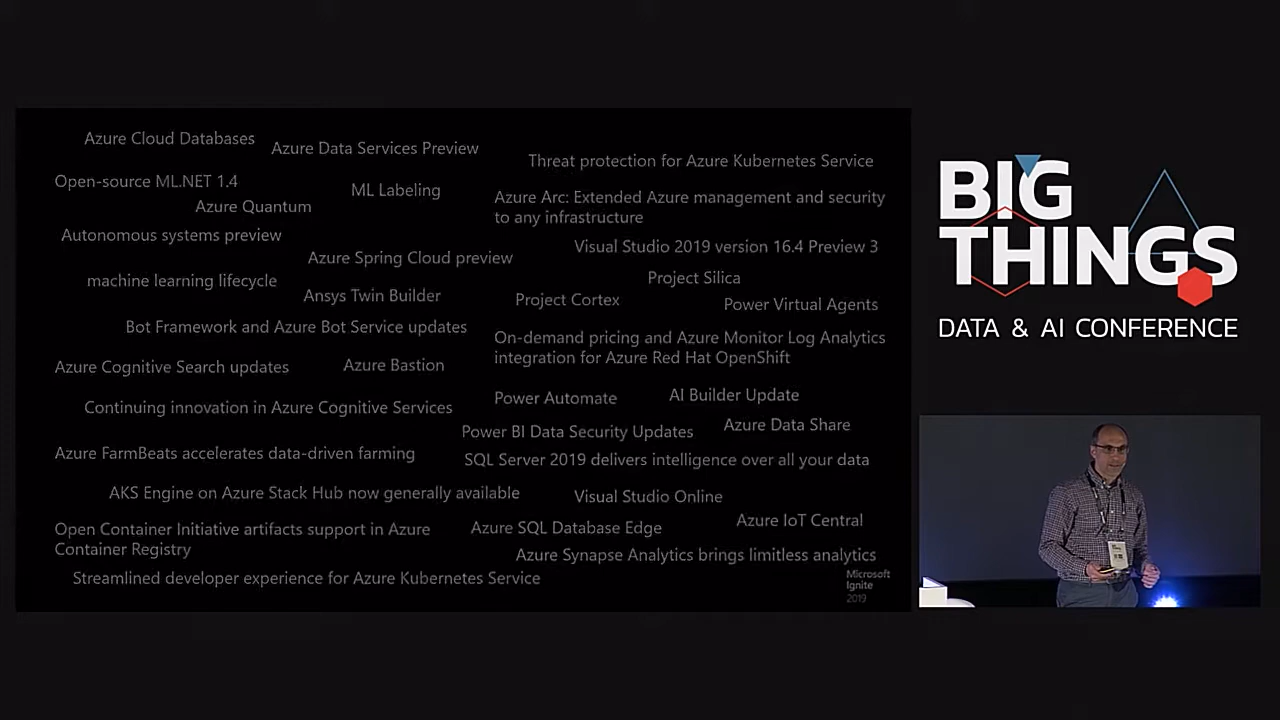 Azure Cloud Databases
Azure Data Services Preview
Threat protection for Azure Kubernetes Service
Open-source ML.NET 1.4
ML Labeling
Azure Quantum
Azure Arc: Extended Azure management and security
to any infrastructure
Autonomous systems preview
Visual Studio 2019 version 16.4 Preview 3
Azure Spring Cloud preview
machine learning lifecycle
Project Silica
Ansys Twin Builder
Project Cortex
Power Virtual Agents
Bot Framework and Azure Bot Service updates
On-demand pricing and Azure Monitor Log Analytics
integration for Azure Red Hat OpenShift
Azure Cognitive Search updates
Azure Bastion
Power Automate
AI Builder Update
Continuing innovation in Azure Cognitive Services
Azure Data Share
Power BI Data Security Updates
Azure FarmBeats accelerates data-driven farming
SQL Server 2019 delivers intelligence over all your data
AKS Engine on Azure Stack Hub now generally available
Visual Studio Online
Azure IoT Central
Open Container Initiative artifacts support in Azure
Container Registry
Azure SQL Database Edge
Azure Synapse Analytics brings limitless analytics
Streamlined developer experience for Azure Kubernetes Service
Microsoft
Ignite
2019
BIG
THINGS
DATA & AI CONFERENCE